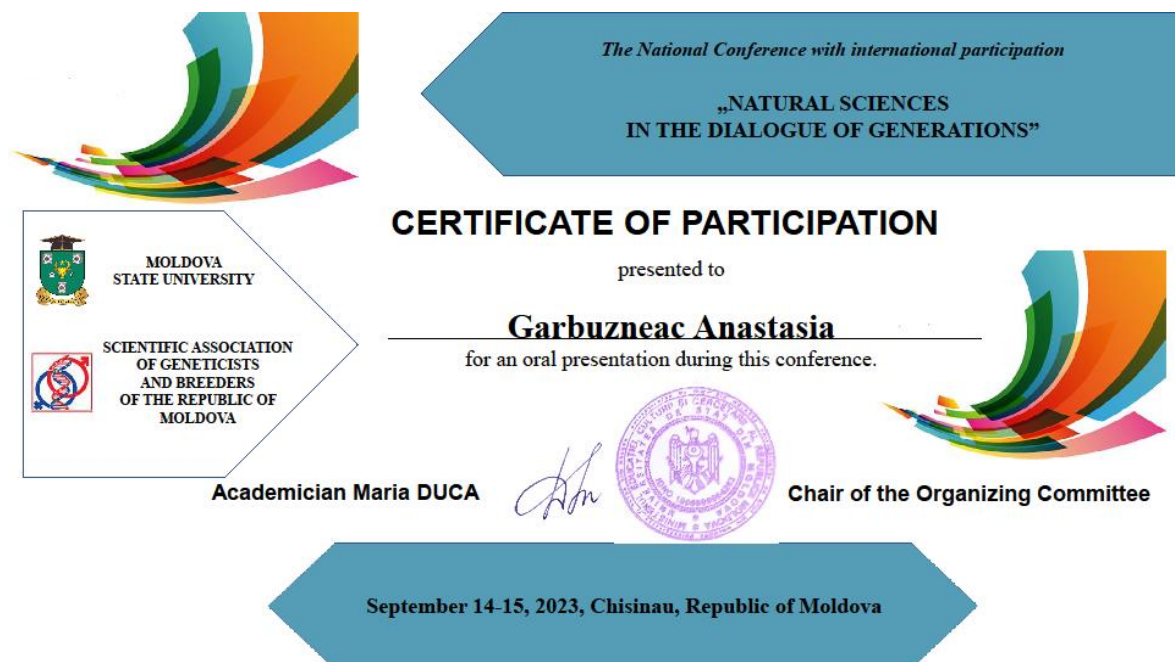 The National Conference with international participation
„NATURAL SCIENCES
IN THE DIALOGUE OF GENERATIONS”
CERTIFICATE OF PARTICIPATION
presented to
Garbuzneac Anastasia
for an oral presentation during this conference.
MOLDOVA
STATE UNIVERSITY
SCIENTIFIC ASSOCIATION
OF GENETICISTS
AND BREEDERS
OF THE REPUBLIC OF
MOLDOVA
Academician Maria DUCA
Chair of the Organizing Committee
September 14-15, 2023, Chisinau, Republic of Moldova